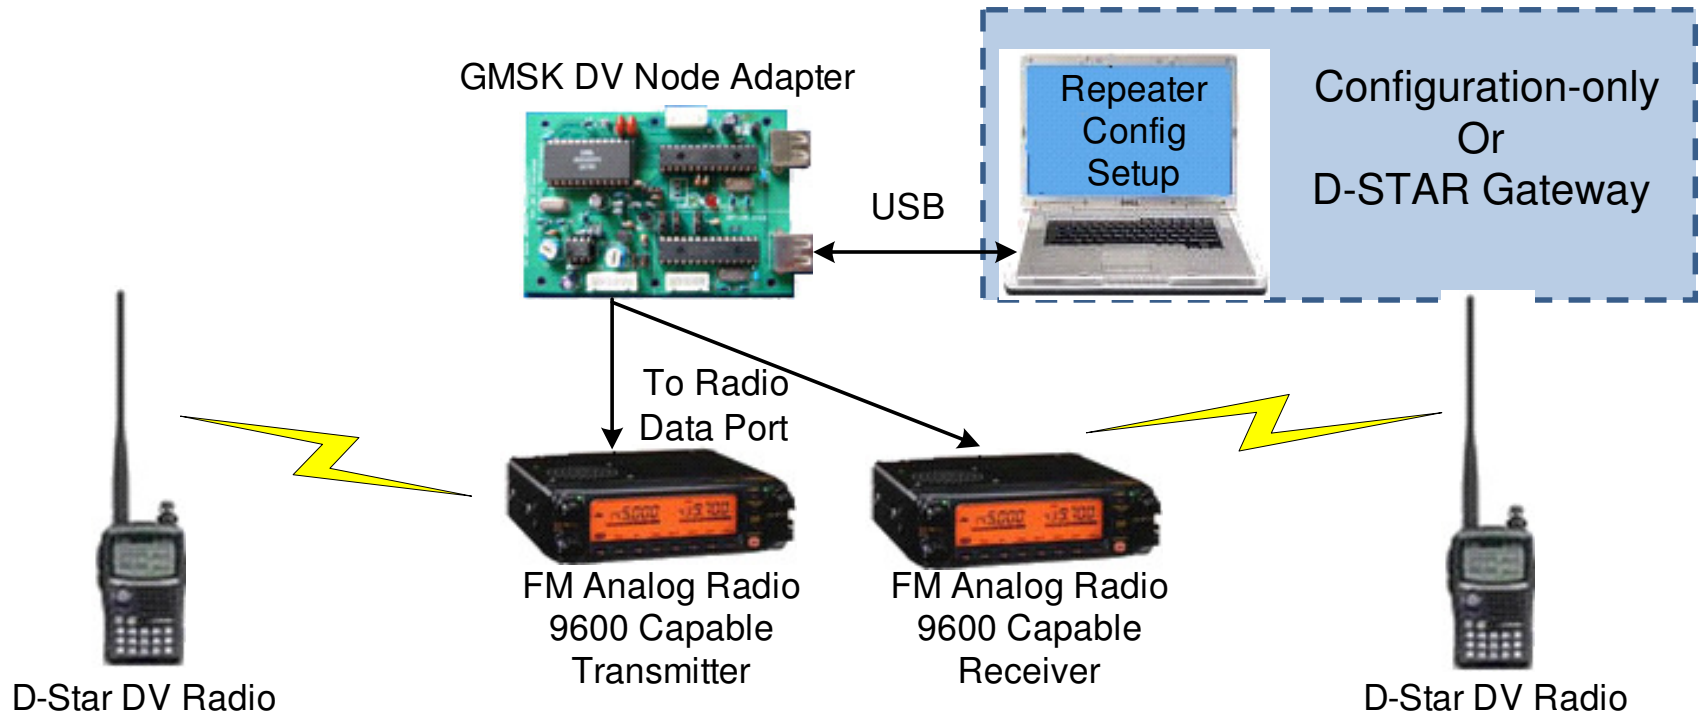 GMSK DV Node Adapter
Repeater
Config
Setup
Configuration-only
Or
D-STAR Gateway
USB
To Radio
Data Port
FM Analog Radio
9600 Capable
Transmitter
FM Analog Radio
9600 Capable
Receiver
D-Star DV Radio
D-Star DV Radio